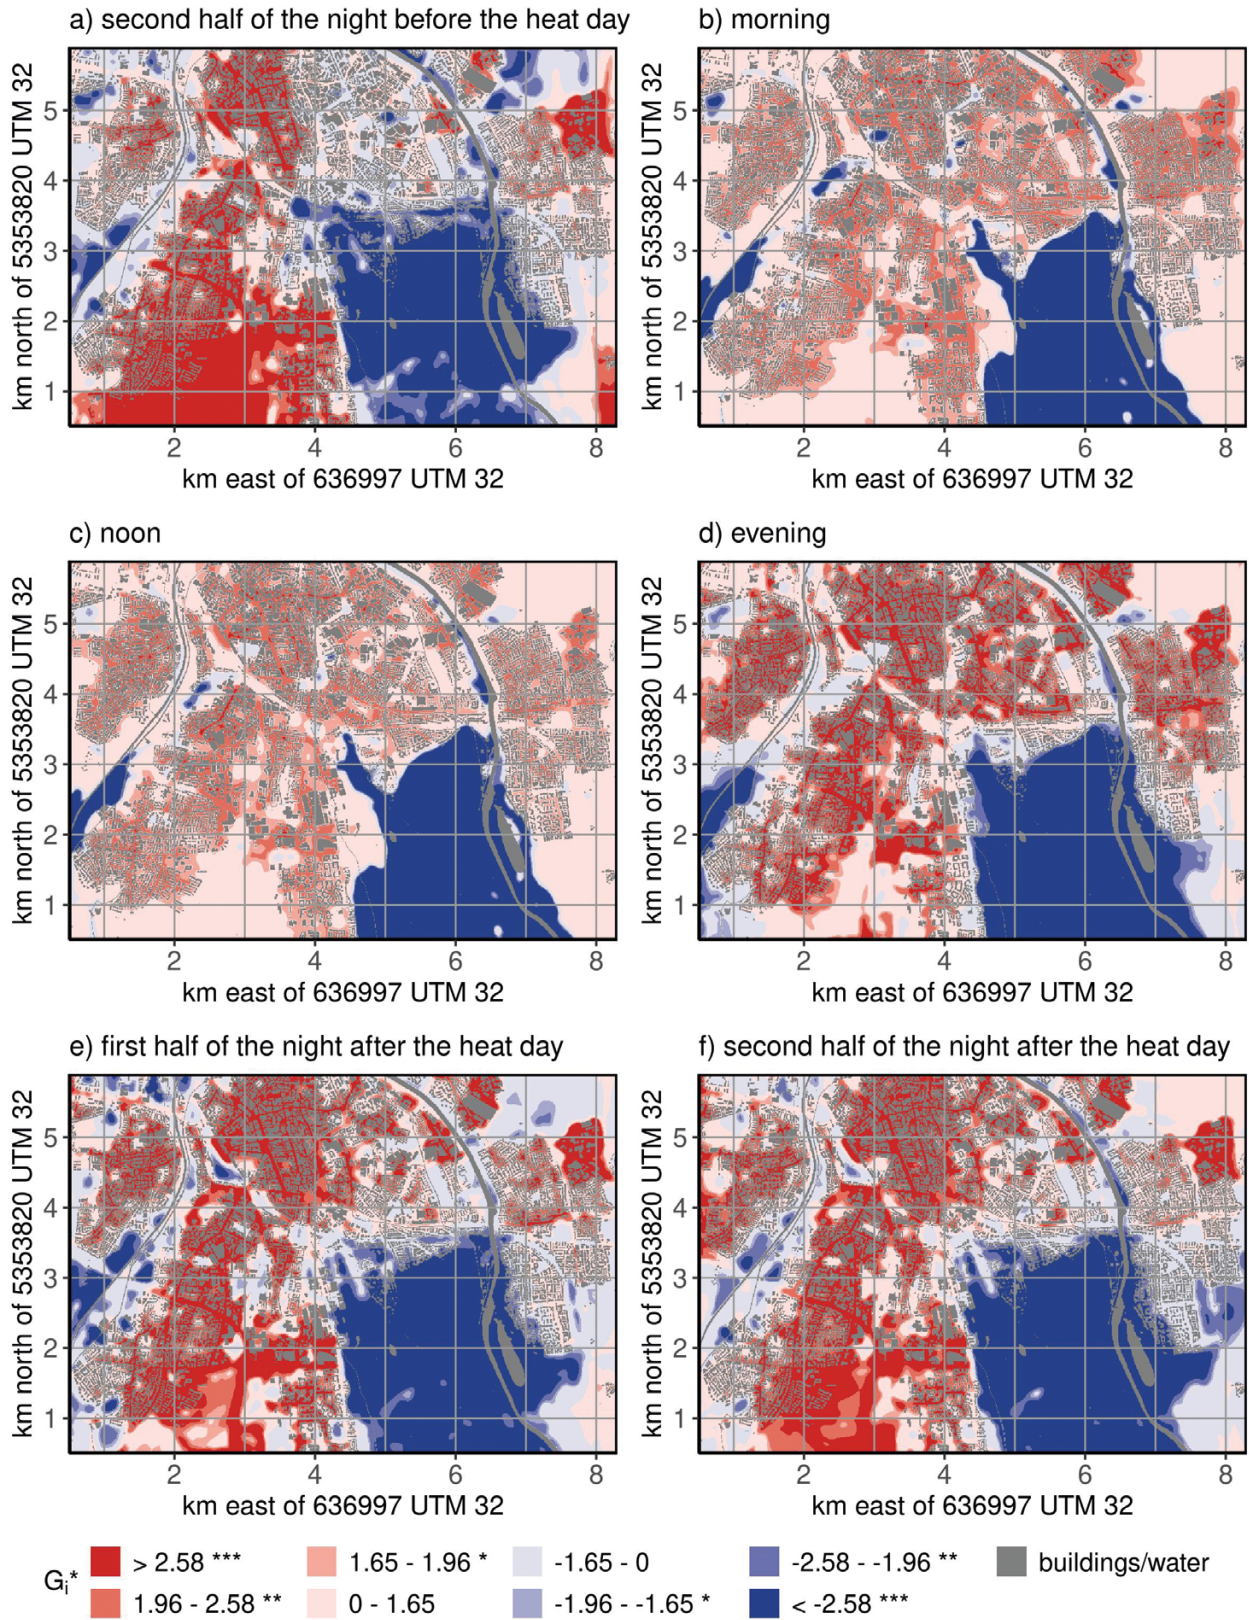 a) second half of the night before the heat day
b) morning
km north of 5353820 UTM 32
5
4
3
2
1
2 4 6 8
km east of 636997 UTM 32
km north of 5353820 UTM 32
5
4
3
2
1
2 4 6 8
km east of 636997 UTM 32
c) noon
d) evening
km north of 5353820 UTM 32
5
4
3
2
1
2 4 6 8
km east of 636997 UTM 32
km north of 5353820 UTM 32
5
4
3
2
1
2 4 6 8
km east of 636997 UTM 32
e) first half of the night after the heat day
f) second half of the night after the heat day
km north of 5353820 UTM 32
5
4
3
2
1
2 4 6 8
km east of 636997 UTM 32
km north of 5353820 UTM 32
5
4
3
2
1
2 4 6 8
km east of 636997 UTM 32
Gi*
> 2.58 ***
1.96 - 2.58 **
1.65 - 1.96 *
0 - 1.65
-1.65 - 0
-1.96 - -1.65 *
-2.58 - -1.96 **
< -2.58 ***
buildings/water